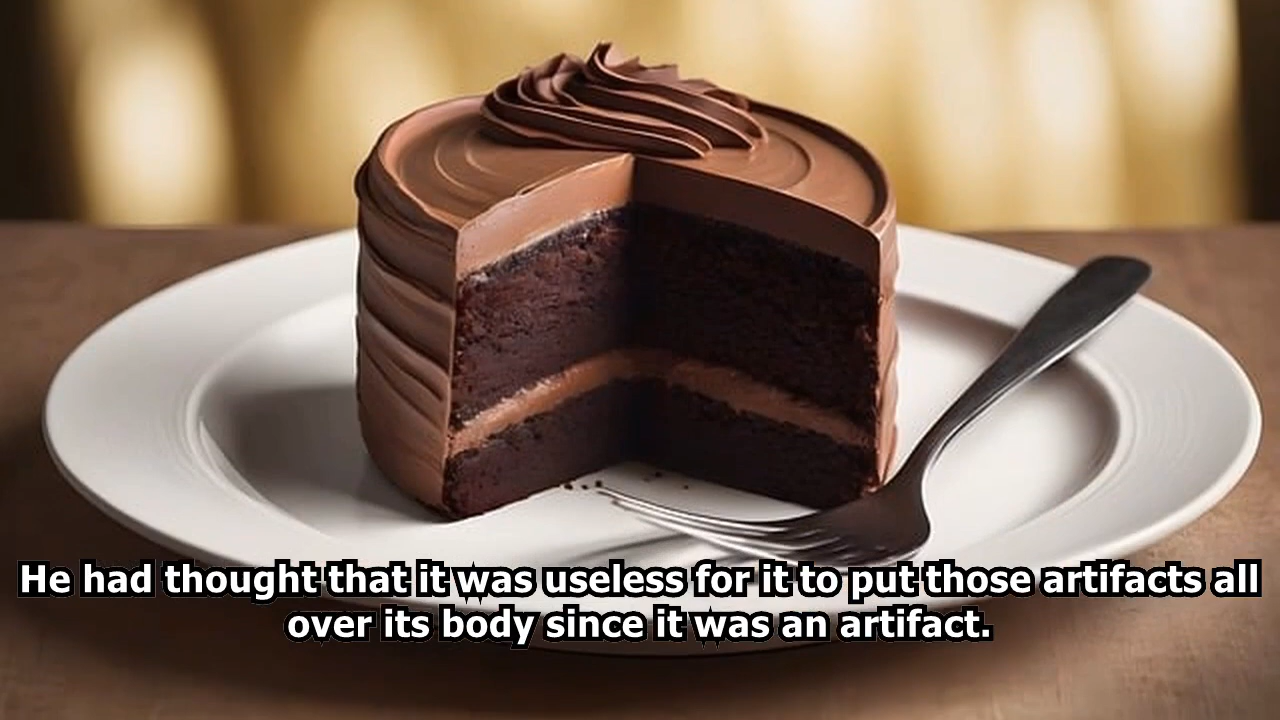 He had thought that it was useless for it to put those artifacts all
over its body since it was an artifact.